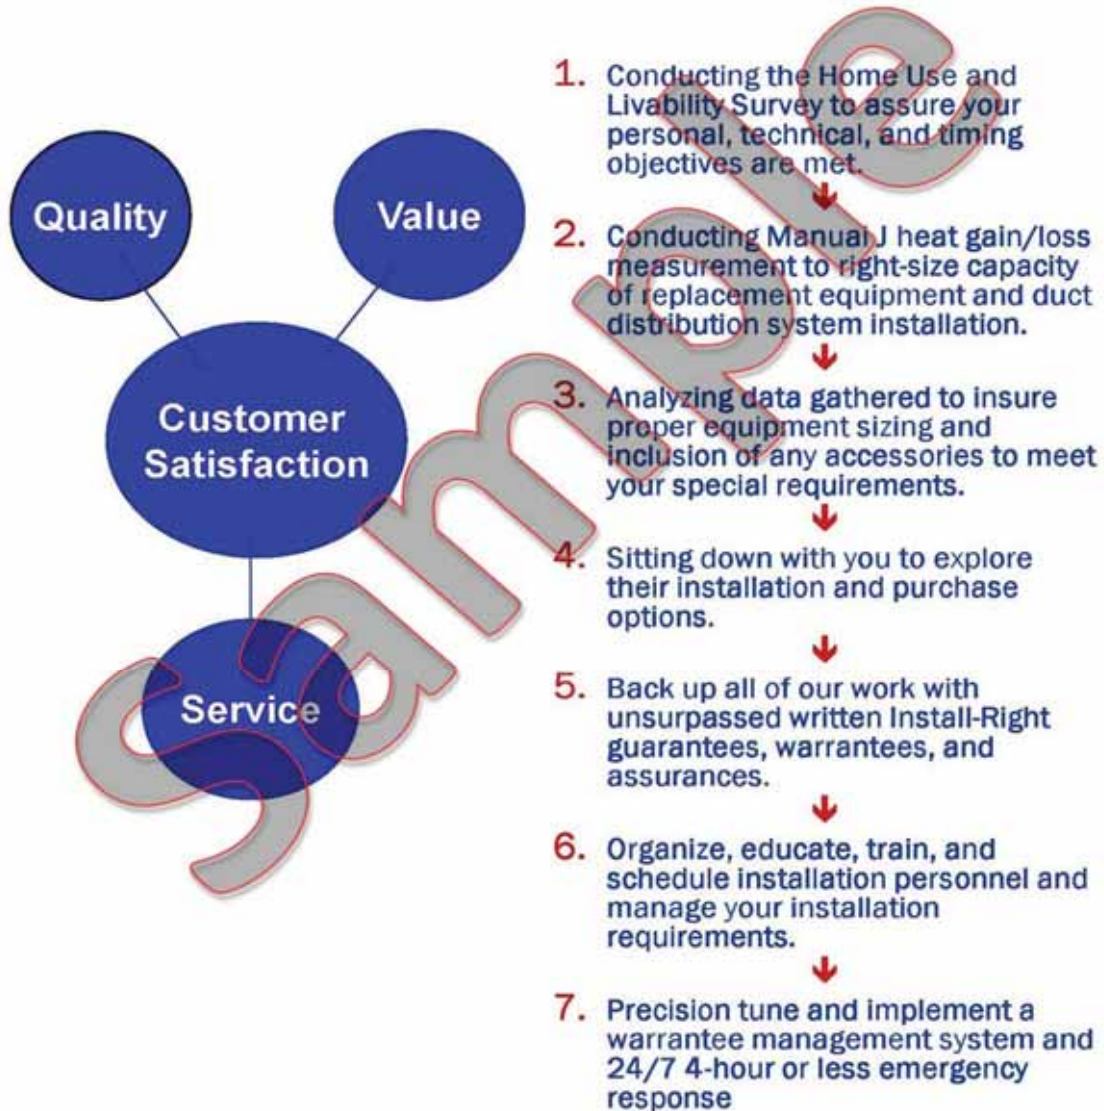 Quality
Value
Customer
Satisfaction
Service
Sample
1. Conducting the Home Use and
Livability Survey to assure your
personal, technical, and timing
objectives are met.
2. Conducting Manual J heat gain/loss
measurement to right-size capacity
of replacement equipment and duct
distribution system installation.
3. Analyzing data gathered to insure
proper equipment sizing and
inclusion of any accessories to meet
your special requirements.
4. Sitting down with you to explore
their installation and purchase
options.
5. Back up all of our work with
unsurpassed written Install-Right
guarantees, warrantees, and
assurances.
6. Organize, educate, train, and
schedule installation personnel and
manage your installation
requirements.
7. Precision tune and implement a
warrantee management system and
24/7 4-hour or less emergency
response